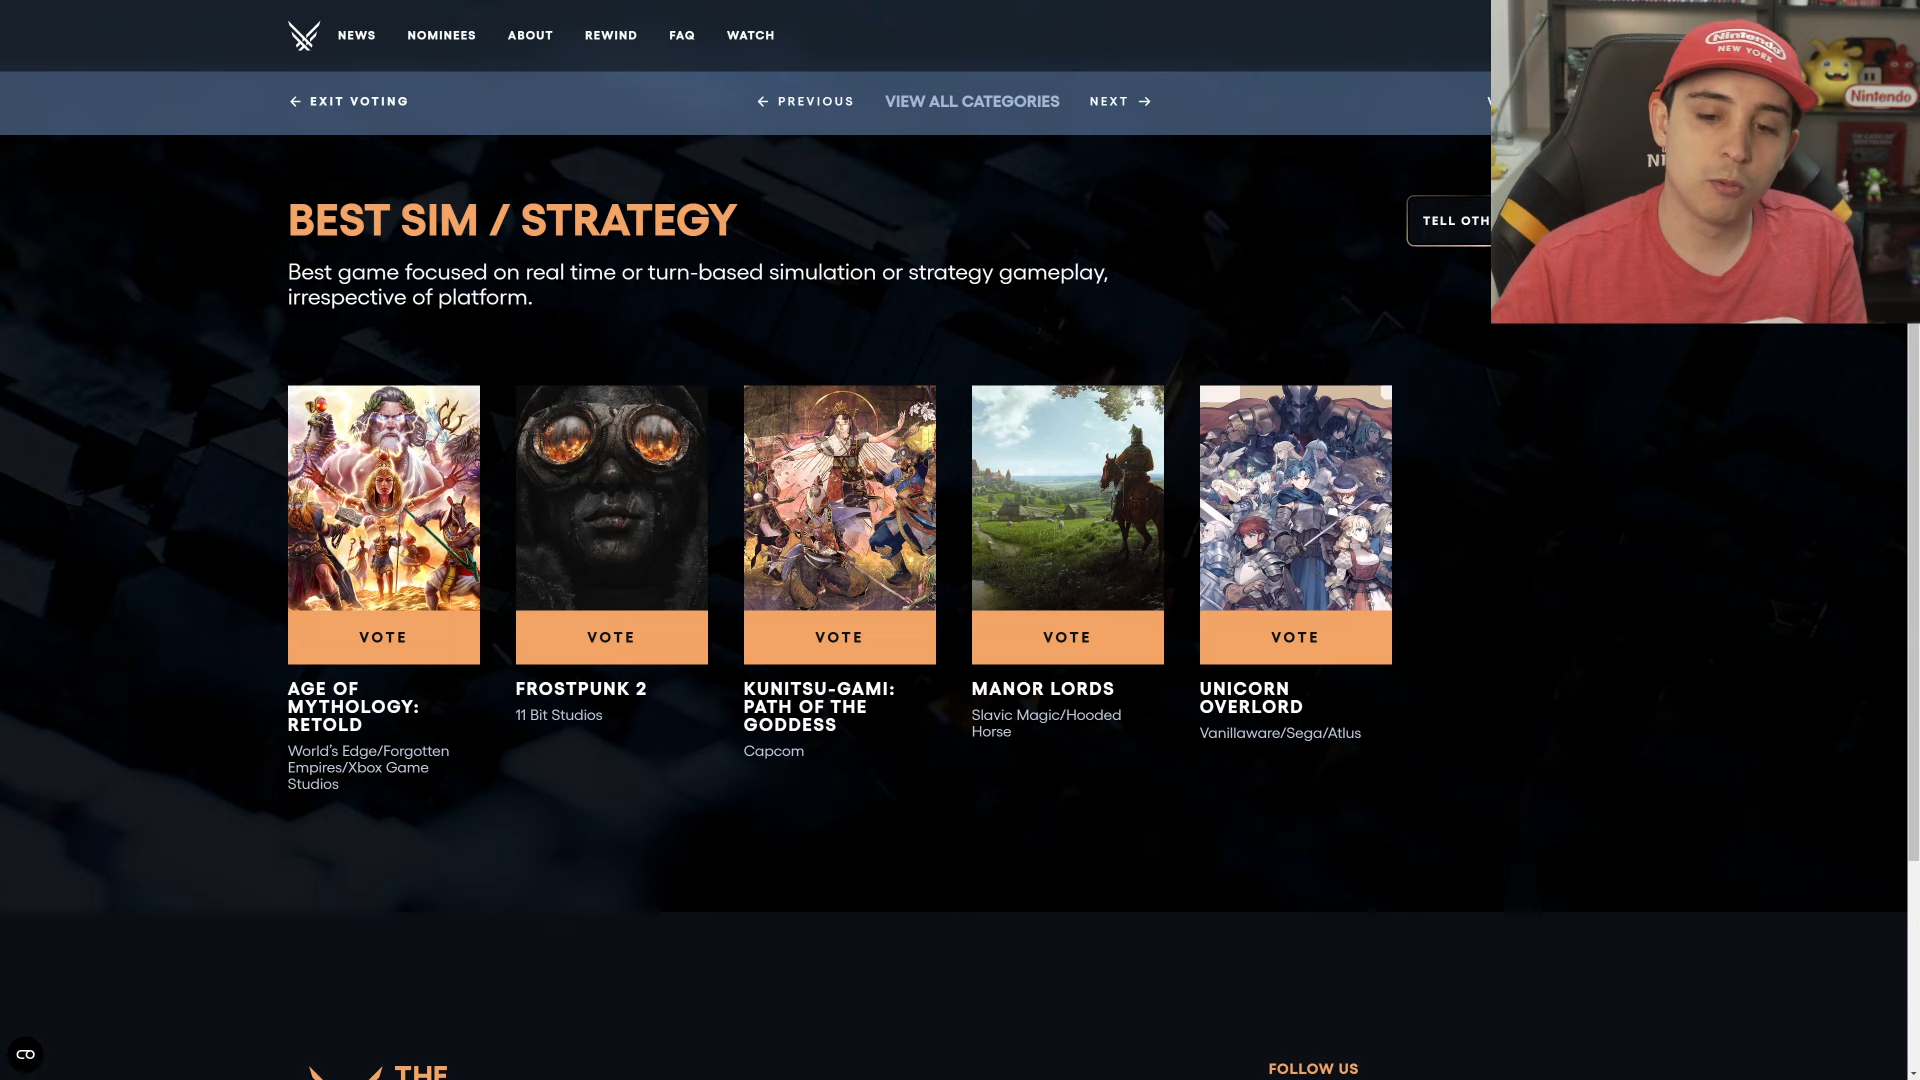 NEWS
NOMINEES
ABOUT
REWIND
FAQ
WATCH
EXIT VOTING
PREVIOUS
VIEW ALL CATEGORIES
NEXT
Nintendo
NEW YORK
Nintendo
BEST SIM / STRATEGY
TELL OTH
Best game focused on real time or turn-based simulation or strategy gameplay,
irrespective of platform.
VOTE
VOTE
VOTE
VOTE
VOTE
AGE OF
MYTHOLOGY:
RETOLD
World's Edge/Forgotten
Empires/Xbox Game
Studios
FROSTPUNK 2
11 Bit Studios
KUNITSU-GAMI:
PATH OF THE
GODDESS
Capcom
MANOR LORDS
Slavic Magic/Hooded
Horse
UNICORN
OVERLORD
Vanillaware/Sega/Atlus
THE
FOLLOW US